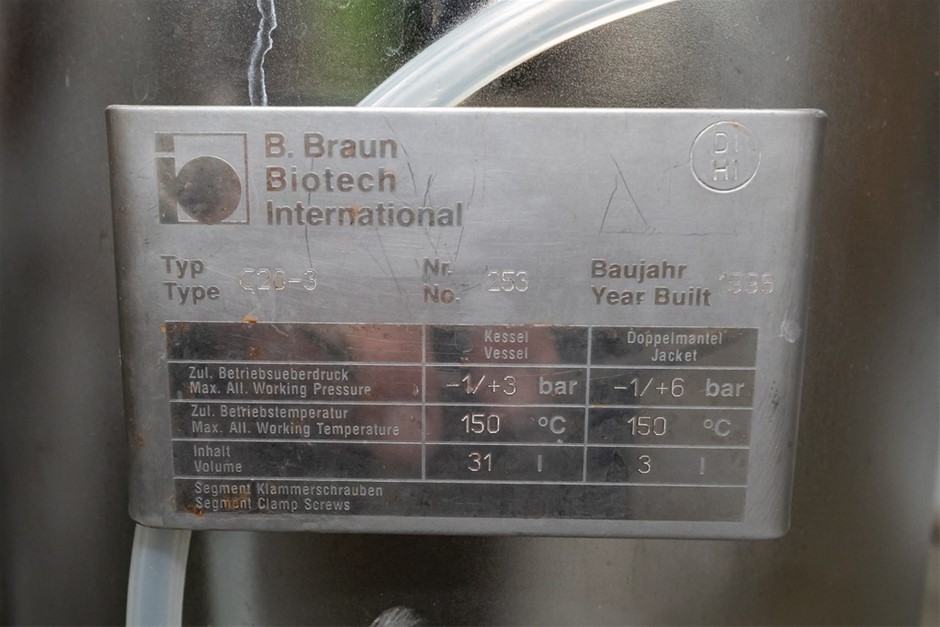 B. Braun
Biotech
International
DI
HI
Typ
Type C20-3
Nr.
No. 253
Baujahr
Year Built
Kessel
Vessel
Doppelmantel
Jacket
Zul. Betriebsueberdruck
Max. All. Working Pressure
-1/+3 bar
-1/+6 bar
Zul. Betriebstemperatur
Max. All. Working Temperature
150 °C
150 °C
Inhalt
Volume
31 l
3 l
Segment Klammerschrauben
Segment Clamp Screws